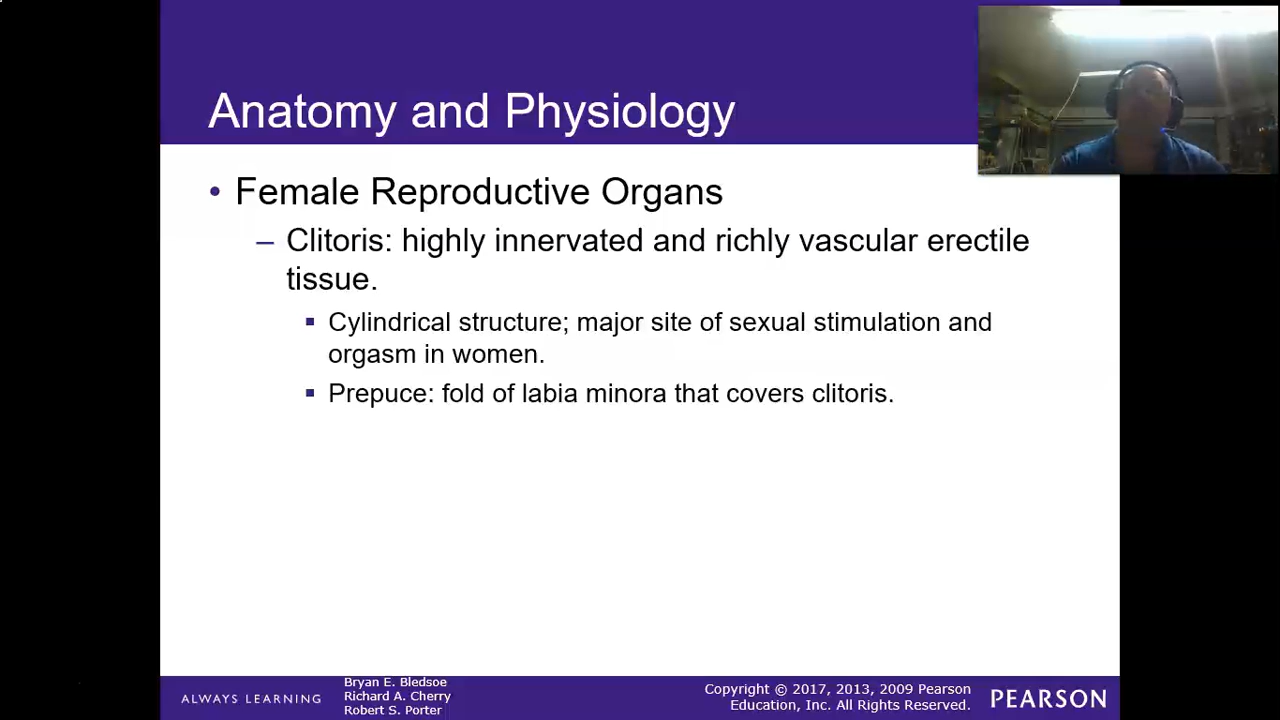 Anatomy and Physiology
• Female Reproductive Organs
– Clitoris: highly innervated and richly vascular erectile
tissue.
▪ Cylindrical structure; major site of sexual stimulation and
orgasm in women.
▪ Prepuce: fold of labia minora that covers clitoris.
ALWAYS LEARNING
Bryan E. Bledsoe
Richard A. Cherry
Robert S. Porter
Copyright © 2017, 2013, 2009 Pearson
Education, Inc. All Rights Reserved.
PEARSON